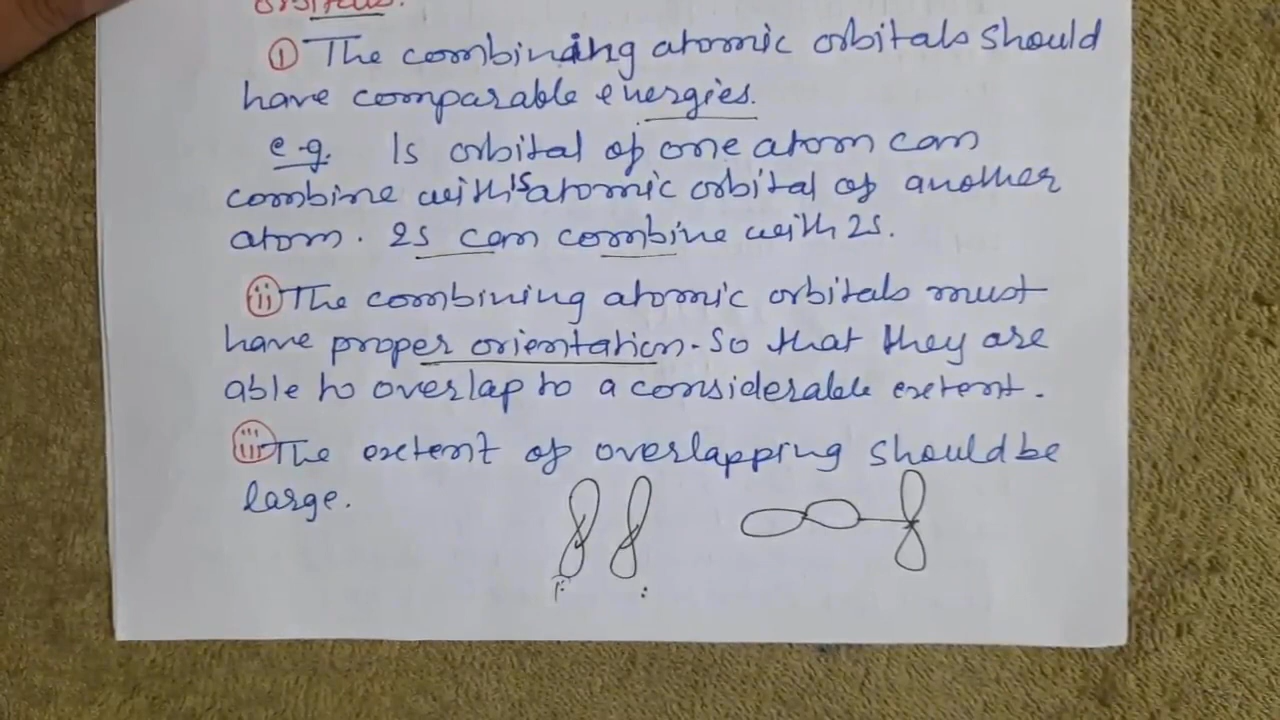 orbitals.
① The combining atomic orbitals should
have comparable energies.
e.g. 1s orbital of one atom can
combine with 1s atomic orbital of another
atom. 2s can combine with 2s.
(ii) The combining atomic orbitals must
have proper orientation. So that they are
able to overlap to a considerable extent.
(iii) The extent of overlapping should be
large.